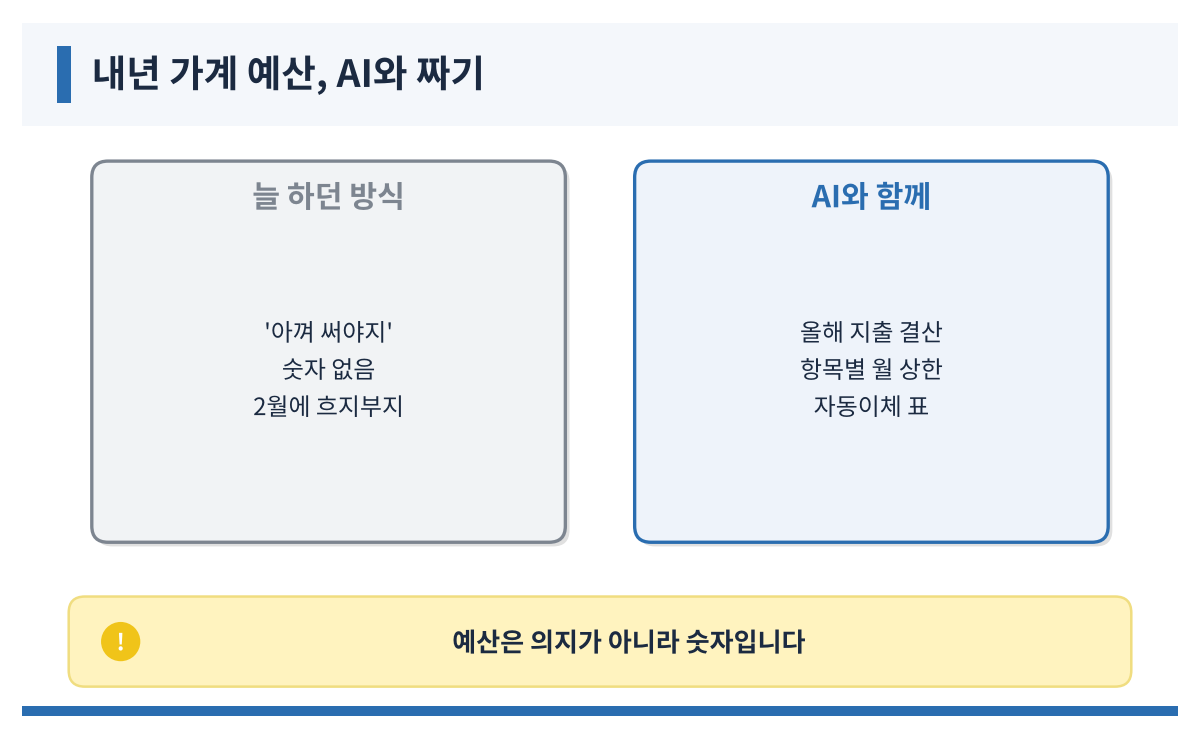 내년 가계 예산, AI와 짜기
늘 하던 방식
'아껴 써야지'
숫자 없음
2월에 흐지부지
AI와 함께
올해 지출 결산
항목별 월 상한
자동이체 표
!
예산은 의지가 아니라 숫자입니다